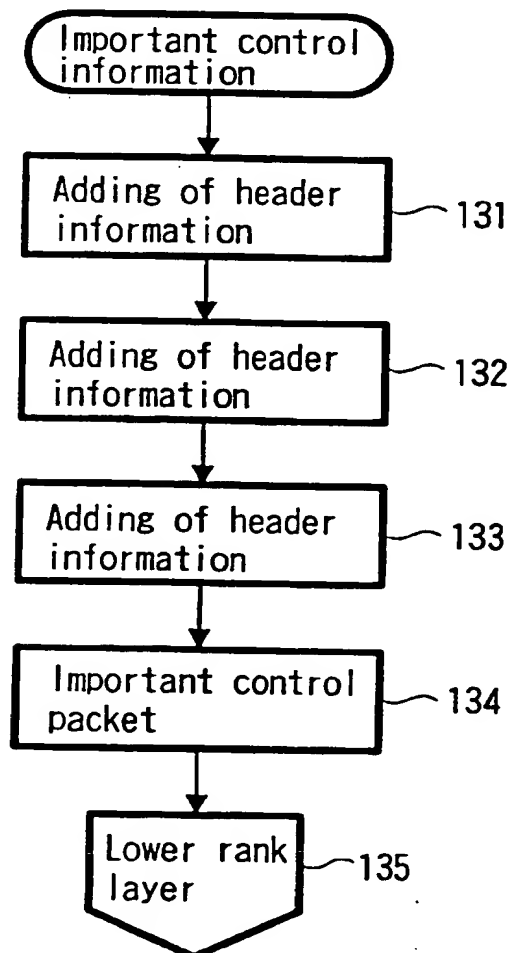 Important control
information
Adding of header
information
131
Adding of header
information
132
Adding of header
information
133
Important control
packet
134
Lower rank
layer
135